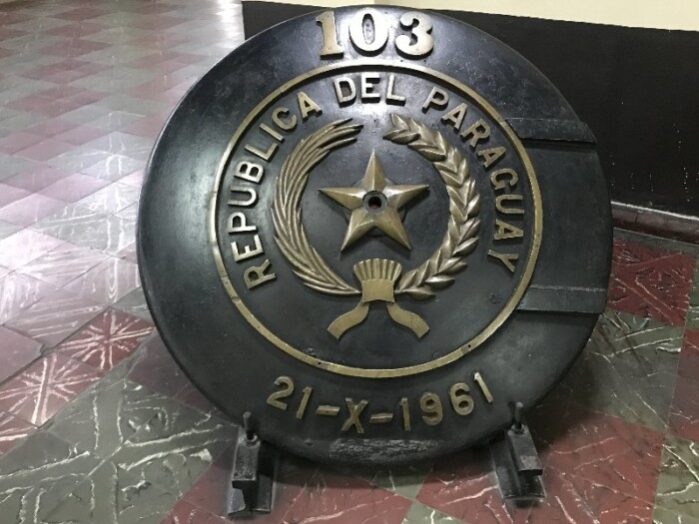 103
REPUBLICA DEL PARAGUAY
21-X-1961